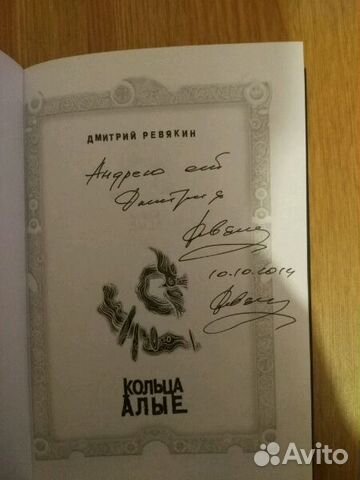 ДМИТРИЙ РЕВЯКИН
Андрею от
Дмитрия
10.10.2014
КОЛЬЦА
АЛЫЕ
Avito